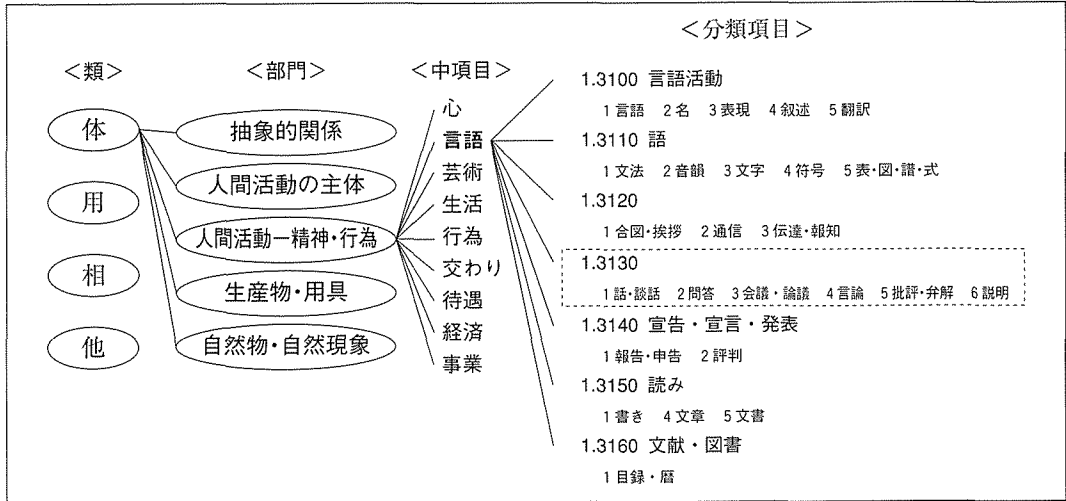 <類>
体
用
相
他
<部門>
抽象的関係
人間活動の主体
人間活動ー精神・行為
生産物・用具
自然物・自然現象
<中項目>
心
言語
芸術
生活
行為
交わり
待遇
経済
事業
<分類項目>
1.3100 言語活動
1 言語 2 名 3 表現 4 叙述 5 翻訳
1.3110 語
1 文法 2 音韻 3 文字 4 符号 5 表・図・譜・式
1.3120
1 合図・挨拶 2 通信 3 伝達・報知
1.3130
1 話・談話 2 問答 3 会議・論議 4 言論 5 批評・弁解 6 説明
1.3140 宣告・宣言・発表
1 報告・申告 2 評判
1.3150 読み
1 書き 4 文章 5 文書
1.3160 文献・図書
1 目録・暦